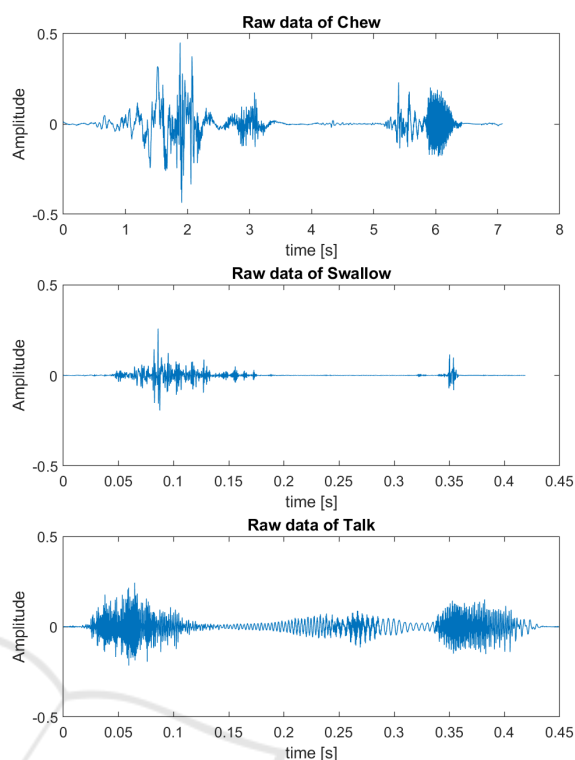 Raw data of Chew
0.5
0
-0.5
Amplitude
0 1 2 3 4 5 6 7 8
time [s]
Raw data of Swallow
0.5
0
-0.5
Amplitude
0 0.05 0.1 0.15 0.2 0.25 0.3 0.35 0.4 0.45
time [s]
Raw data of Talk
0.5
0
-0.5
Amplitude
0 0.05 0.1 0.15 0.2 0.25 0.3 0.35 0.4 0.45
time [s]